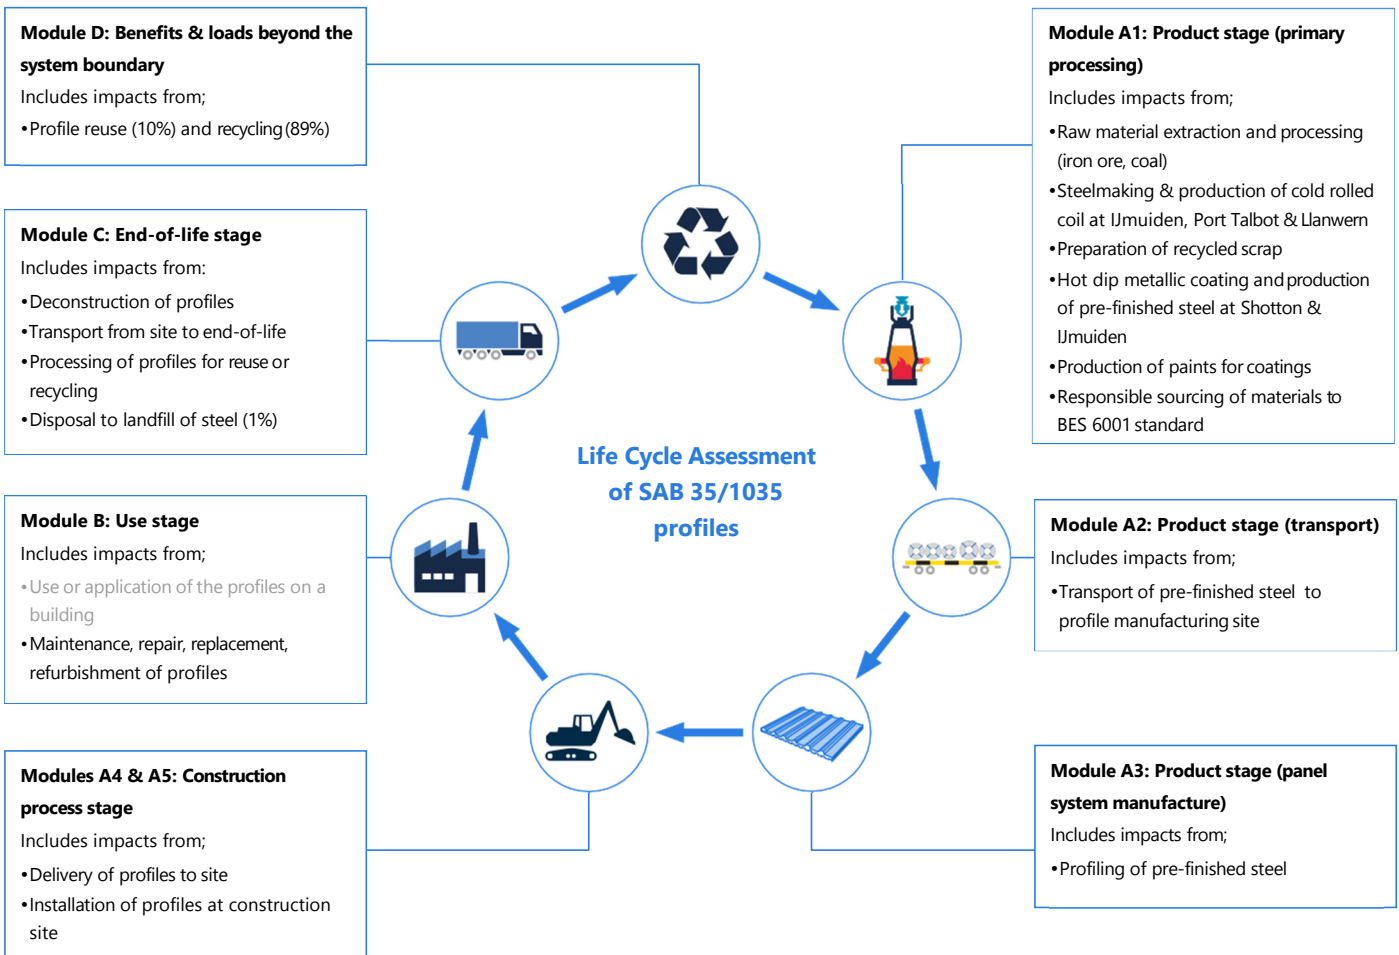 Module D: Benefits & loads beyond the
system boundary
Includes impacts from;
•Profile reuse (10%) and recycling (89%)
Module C: End-of-life stage
Includes impacts from:
•Deconstruction of profiles
•Transport from site to end-of-life
•Processing of profiles for reuse or
recycling
•Disposal to landfill of steel (1%)
Module B: Use stage
Includes impacts from;
•Use or application of the profiles on a
building
•Maintenance, repair, replacement,
refurbishment of profiles
Modules A4 & A5: Construction
process stage
Includes impacts from;
•Delivery of profiles to site
•Installation of profiles at construction
site
Life Cycle Assessment
of SAB 35/1035
profiles
Module A1: Product stage (primary
processing)
Includes impacts from;
•Raw material extraction and processing
(iron ore, coal)
•Steelmaking & production of cold rolled
coil at IJmuiden, Port Talbot & Llanwern
•Preparation of recycled scrap
•Hot dip metallic coating and production
of pre-finished steel at Shotton &
IJmuiden
•Production of paints for coatings
•Responsible sourcing of materials to
BES 6001 standard
Module A2: Product stage (transport)
Includes impacts from;
•Transport of pre-finished steel to
profile manufacturing site
Module A3: Product stage (panel
system manufacture)
Includes impacts from;
•Profiling of pre-finished steel